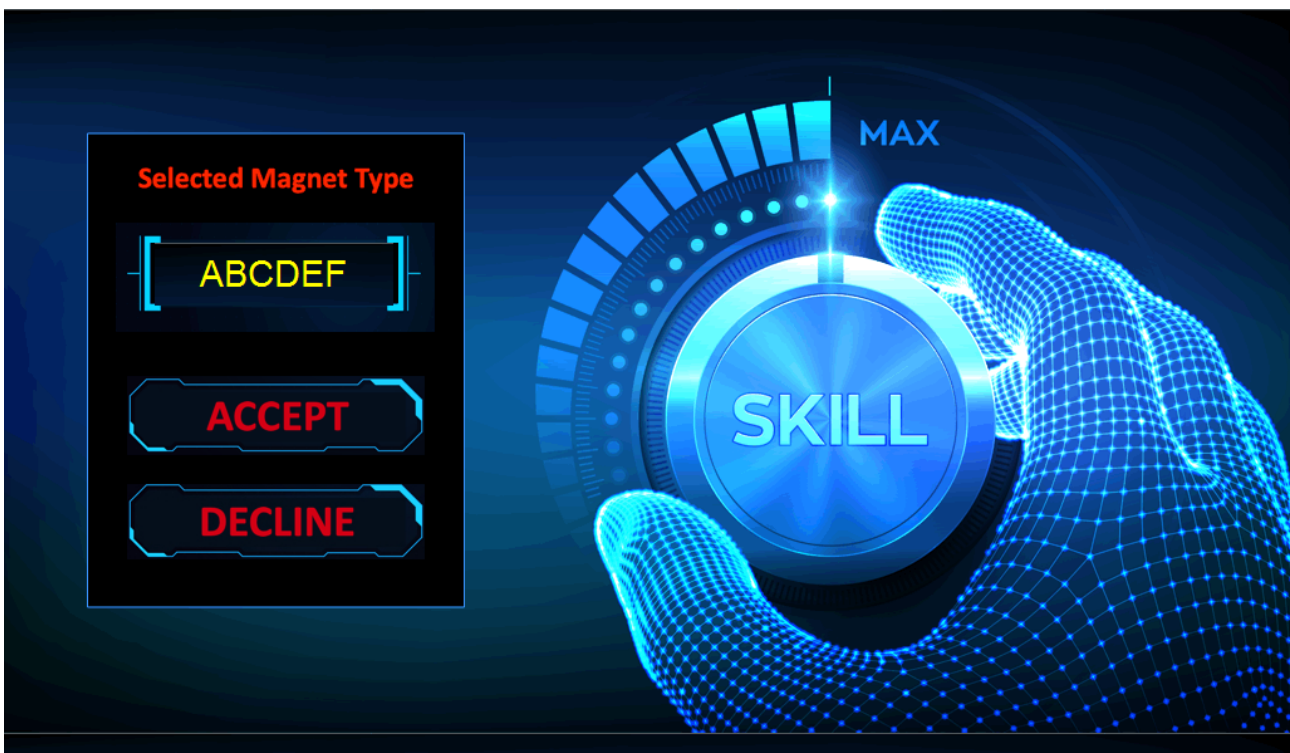 Selected Magnet Type
ABCDEF
ACCEPT
DECLINE
MAX
SKILL